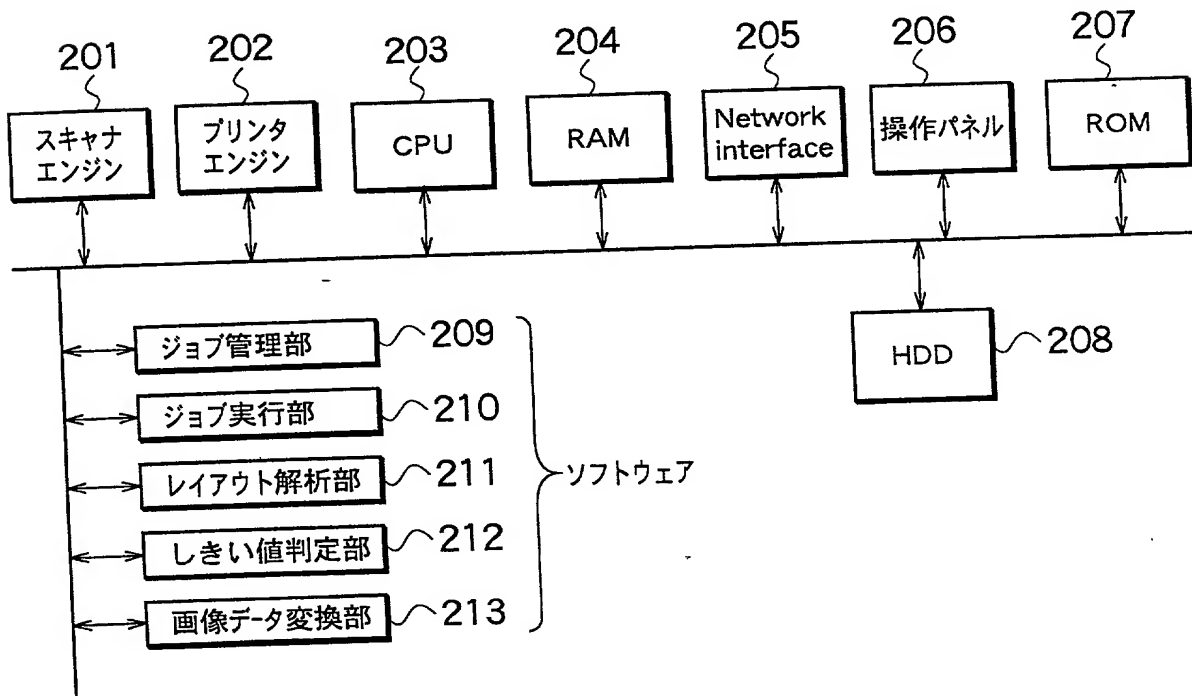 201
202
203
204
205
206
207
スキャナ
エンジン
プリンタ
エンジン
CPU
RAM
Network
interface
操作パネル
ROM
HDD
208
ジョブ管理部
209
ジョブ実行部
210
レイアウト解析部
211
しきい値判定部
212
画像データ変換部
213
ソフトウェア